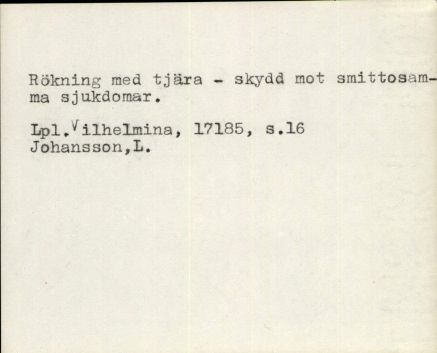 Rökning med tjära - skydd mot smittosam-
ma sjukdomar.
Lpl.Vilhelmina, 17185, s.16
Johansson,L.